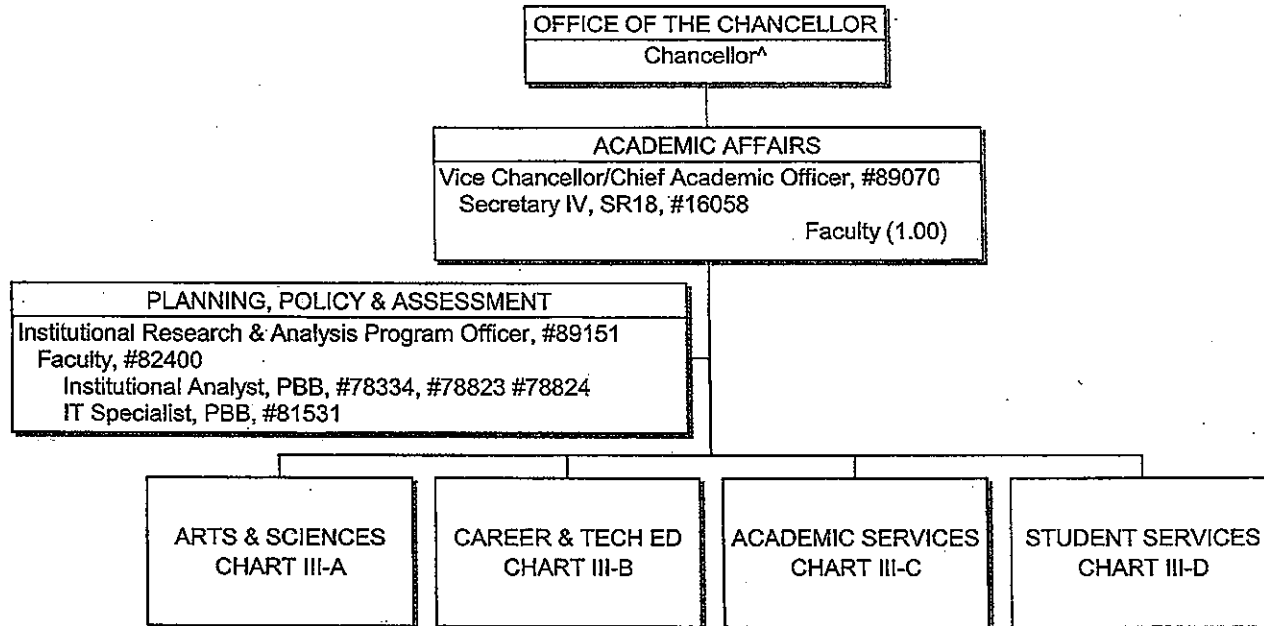 OFFICE OF THE CHANCELLOR
Chancellor^
ACADEMIC AFFAIRS
Vice Chancellor/Chief Academic Officer, #89070
Secretary IV, SR18, #16058
Faculty (1.00)
PLANNING, POLICY & ASSESSMENT
Institutional Research & Analysis Program Officer, #89151
Faculty, #82400
Institutional Analyst, PBB, #78334, #78823 #78824
IT Specialist, PBB, #81531
ARTS & SCIENCES
CHART III-A
CAREER & TECH ED
CHART III-B
ACADEMIC SERVICES
CHART III-C
STUDENT SERVICES
CHART III-D